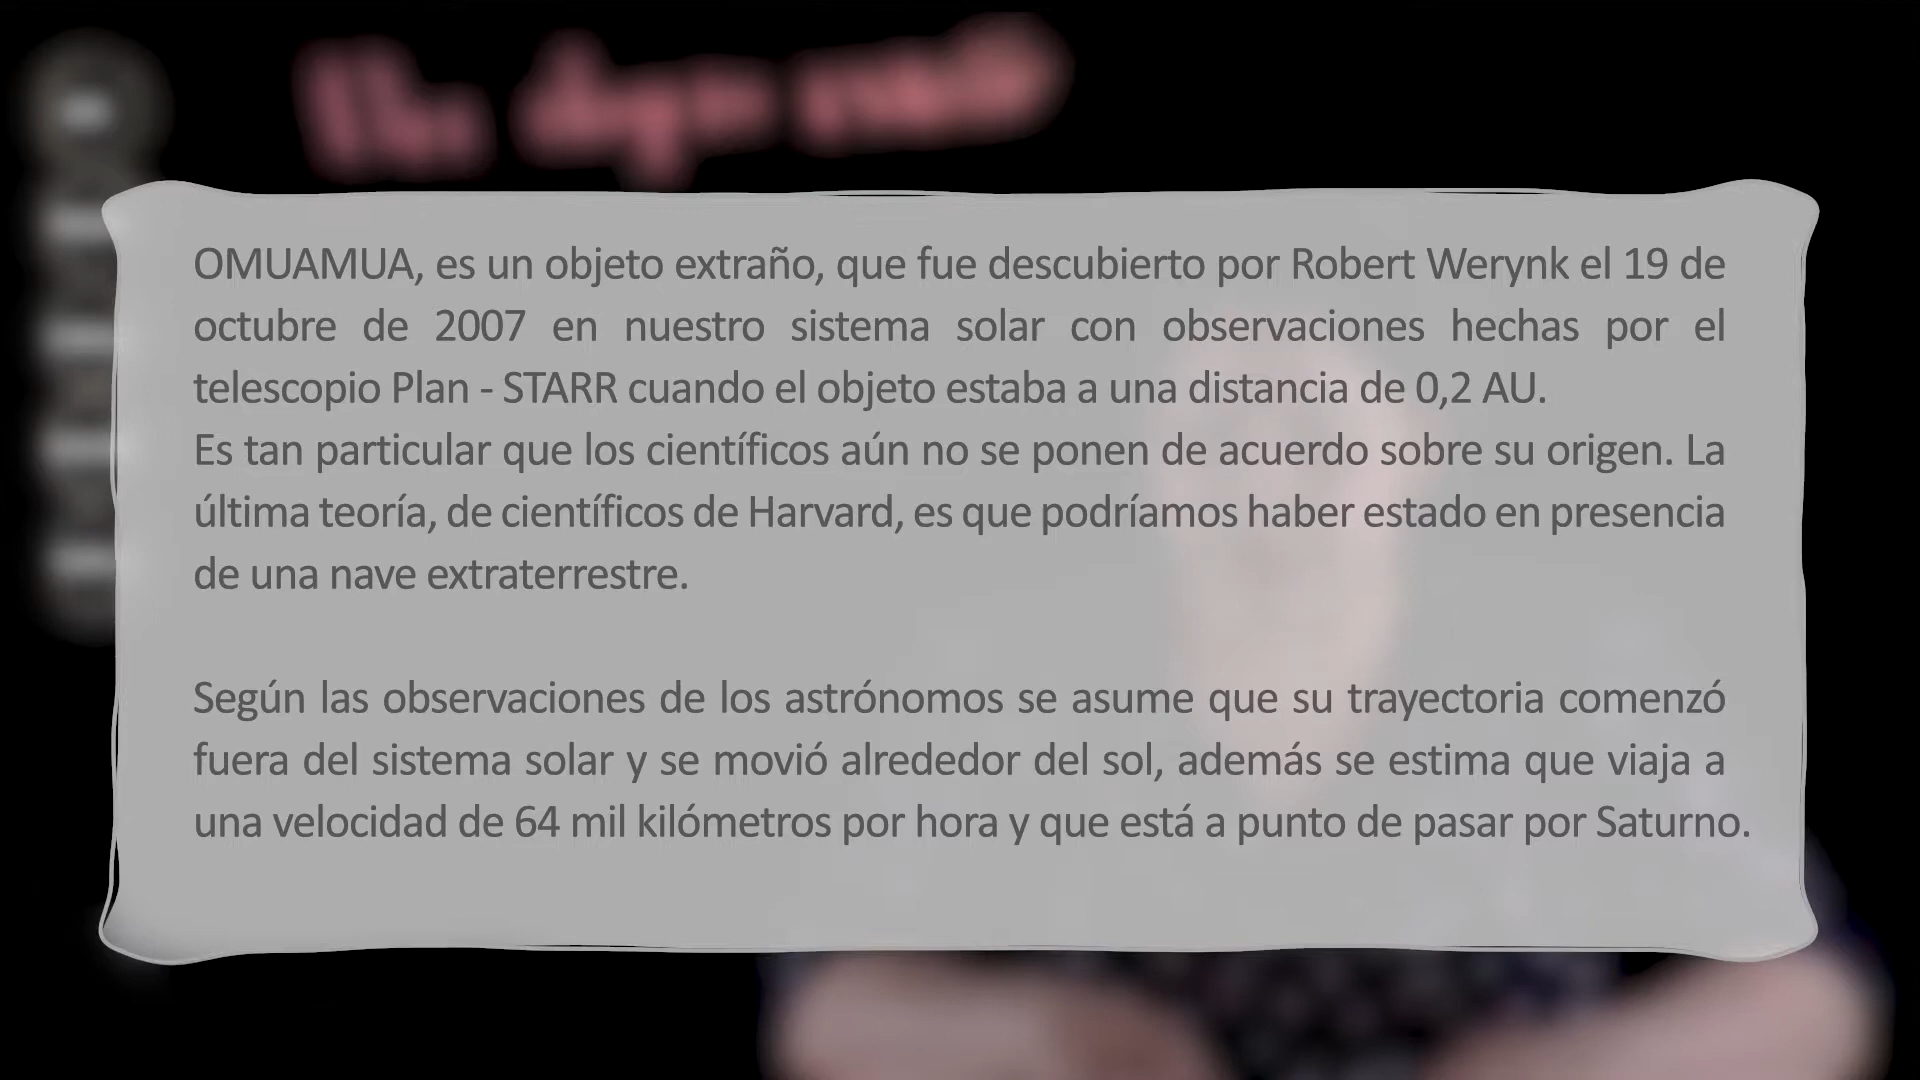 OMUAMUA, es un objeto extraño, que fue descubierto por Robert Werynk el 19 de
octubre de 2007 en nuestro sistema solar con observaciones hechas por el
telescopio Plan - STARR cuando el objeto estaba a una distancia de 0,2 AU.
Es tan particular que los científicos aún no se ponen de acuerdo sobre su origen. La
última teoría, de científicos de Harvard, es que podríamos haber estado en presencia
de una nave extraterrestre.
Según las observaciones de los astrónomos se asume que su trayectoria comenzó
fuera del sistema solar y se movió alrededor del sol, además se estima que viaja a
una velocidad de 64 mil kilómetros por hora y que está a punto de pasar por Saturno.